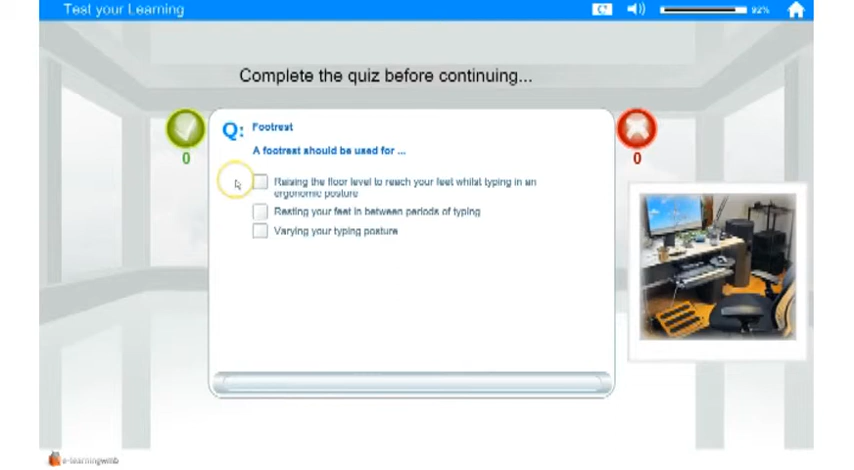 Test your Learning
92%
Complete the quiz before continuing...
Q: Footrest
A footrest should be used for ...
0
0
Raising the floor level to reach your feet whilst typing in an
ergonomic posture
Resting your feet in between periods of typing
Varying your typing posture
e-learningwmb